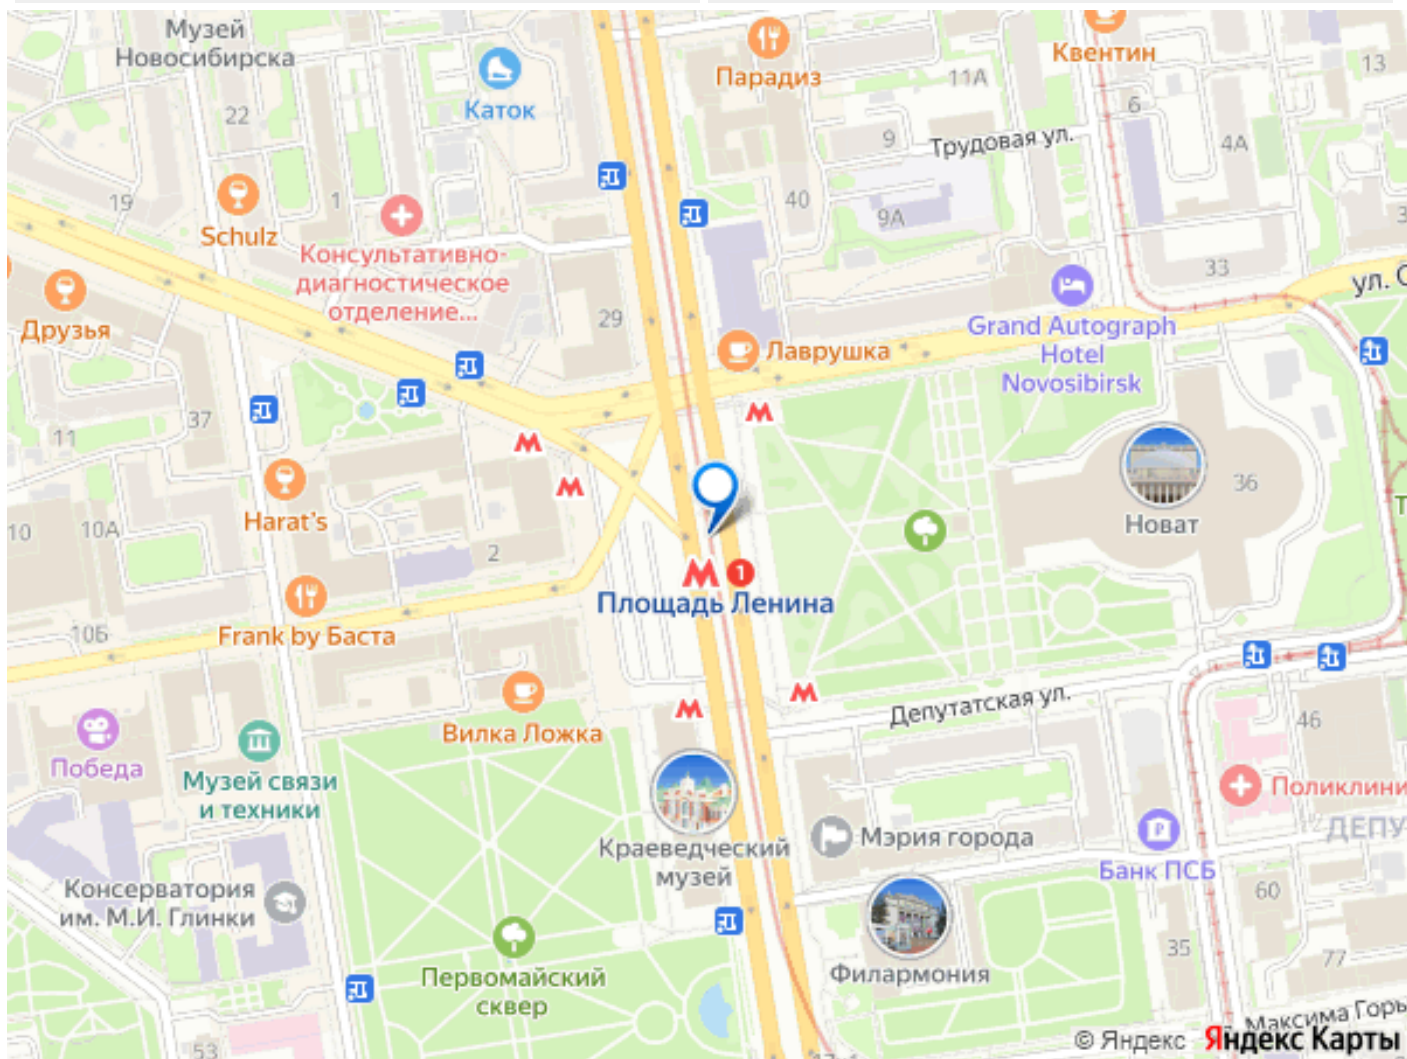 Музей
Новосибирска
Каток
Парадиз
Квентин
11А
13
22
6
9
Трудовая ул.
4А
19
1
40
9А
Schulz
Консультативно-
диагностическое
отделение...
33
ул. С
Grand Autograph
Hotel
Novosibirsk
Друзья
29
Лаврушка
37
11
M
M
M
36
Новат
10
10А
Harat's
2
M 1
Площадь Ленина
10Б
Frank by Баста
M
M
Депутатская ул.
46
Вилка Ложка
Победа
Музей связи
и техники
Поликлини
ДЕПУ
Краеведческий
музей
Мэрия города
Банк ПСБ
Консерватория
им. М.И. Глинки
60
35
77
Филармония
Первомайский
сквер
Максима Горь
53
© Яндекс Яндекс Карты